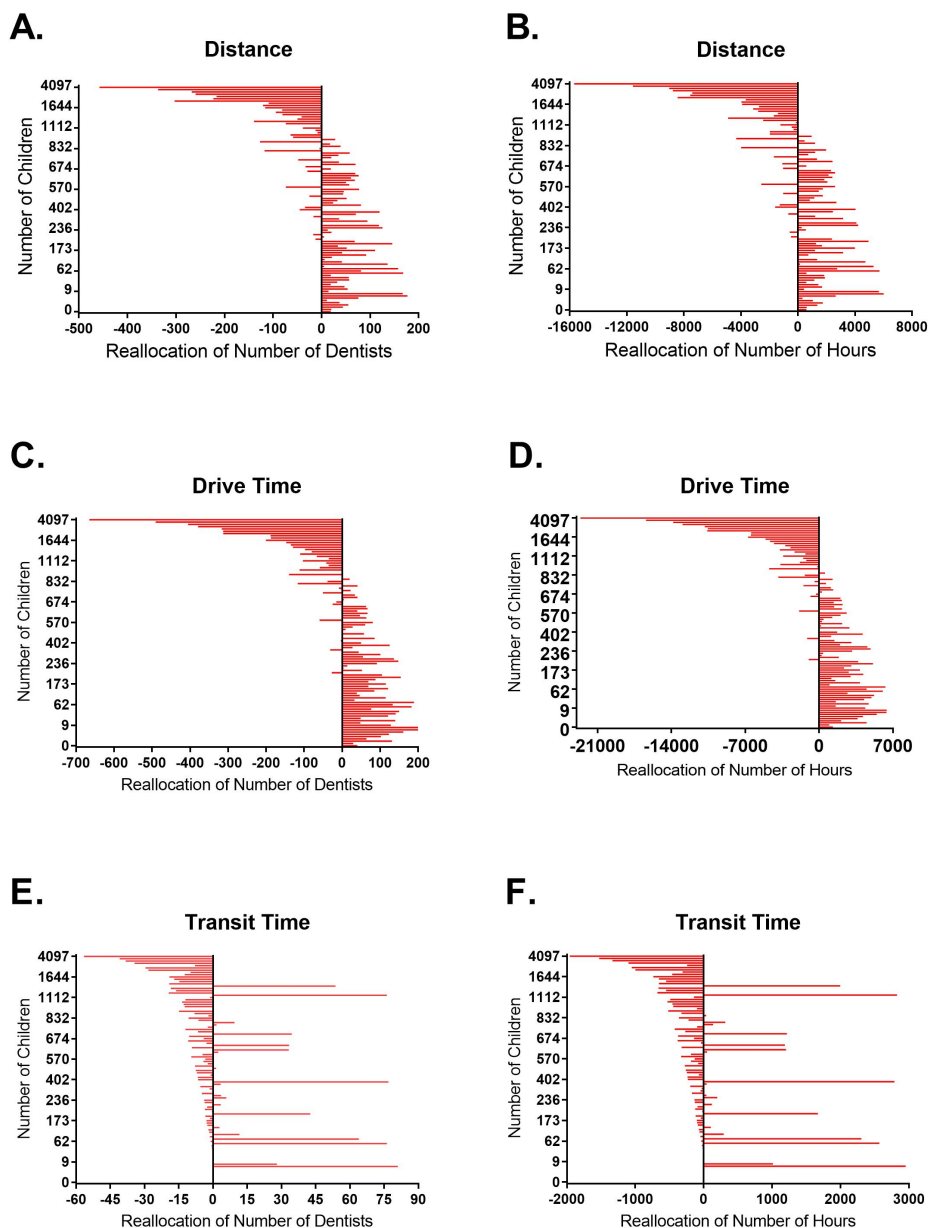 A.
Distance
Number of Children
4097
1644
1112
832
674
570
402
236
173
62
9
0
-500 -400 -300 -200 -100 0 100 200
Reallocation of Number of Dentists
B.
Distance
Number of Children
4097
1644
1112
832
674
570
402
236
173
62
9
0
-16000 -12000 -8000 -4000 0 4000 8000
Reallocation of Number of Hours
C.
Drive Time
Number of Children
4097
1644
1112
832
674
570
402
236
173
62
9
0
-700 -600 -500 -400 -300 -200 -100 0 100 200
Reallocation of Number of Dentists
D.
Drive Time
Number of Children
4097
1644
1112
832
674
570
402
236
173
62
9
0
-21000 -14000 -7000 0 7000
Reallocation of Number of Hours
E.
Transit Time
Number of Children
4097
1644
1112
832
674
570
402
236
173
62
9
0
-60 -45 -30 -15 0 15 30 45 60 75 90
Reallocation of Number of Dentists
F.
Transit Time
Number of Children
4097
1644
1112
832
674
570
402
236
173
62
9
0
-2000 -1000 0 1000 2000 3000
Reallocation of Number of Hours